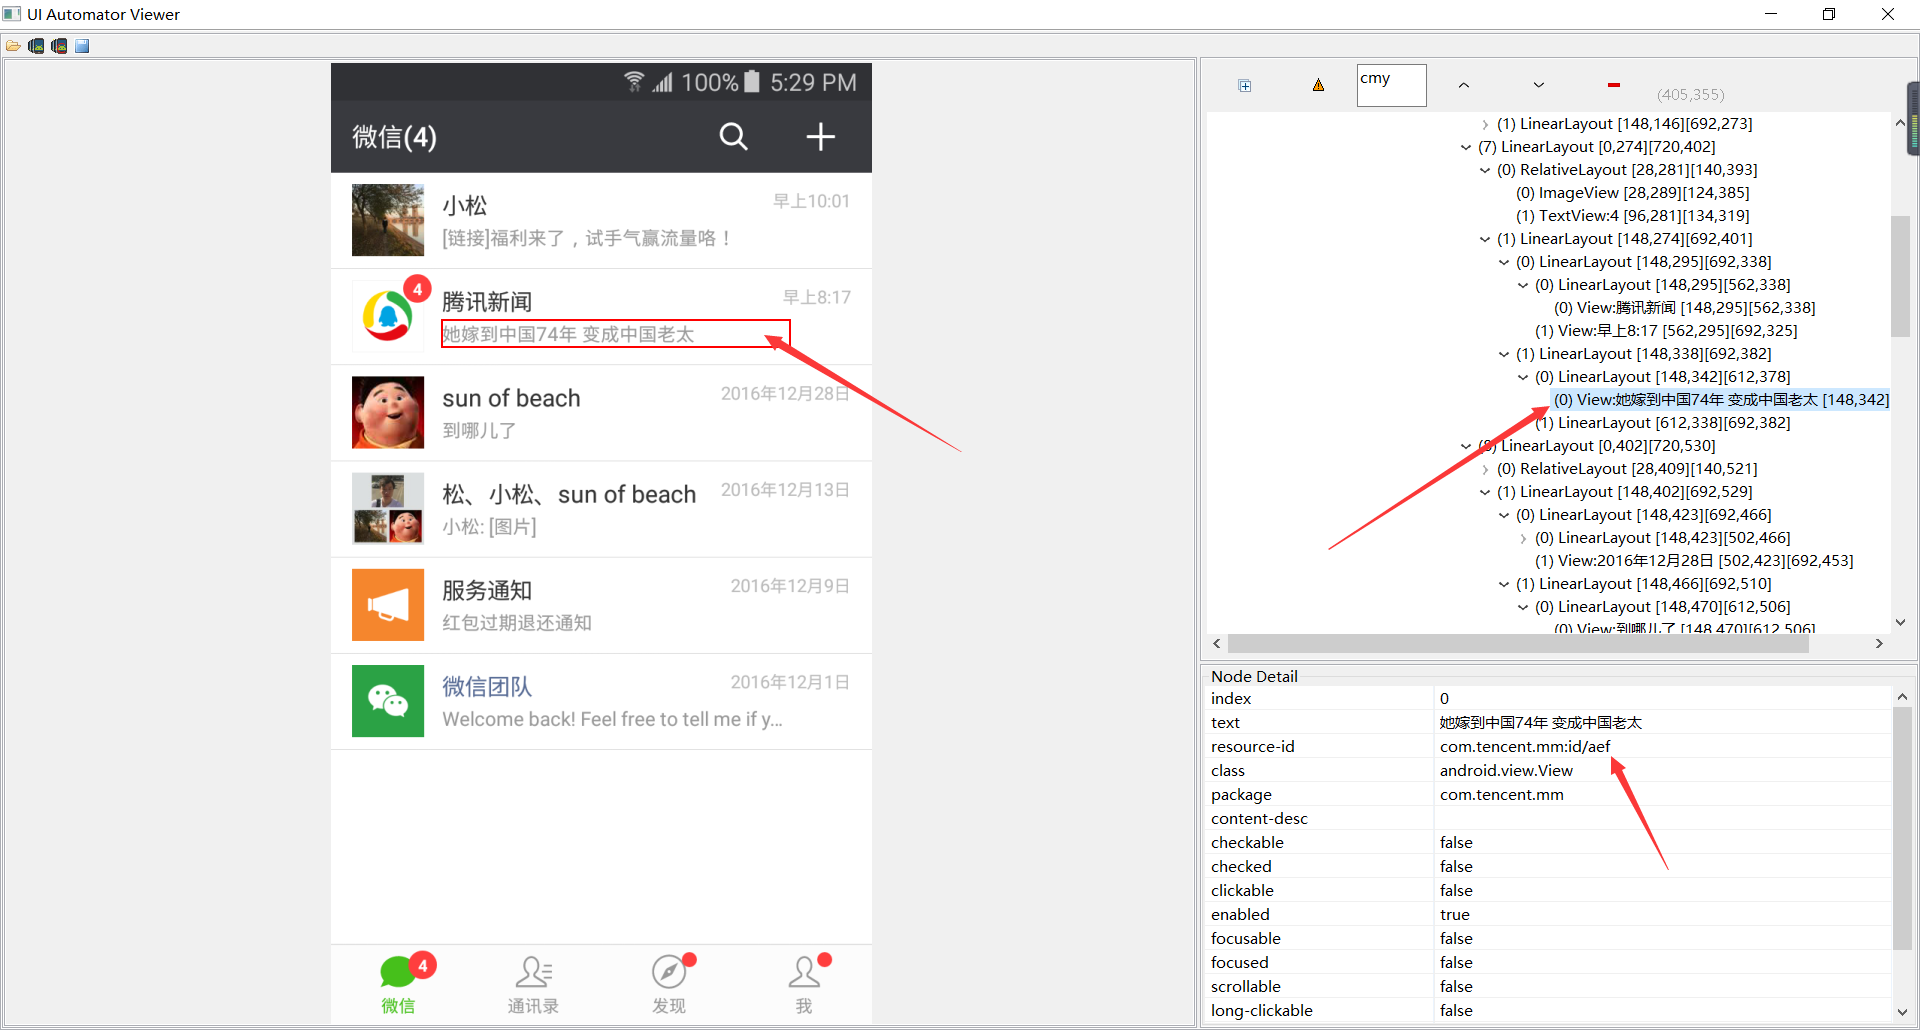 UI Automator Viewer
100% 5:29 PM
微信(4)
小松
早上10:01
[链接]福利来了，试手气赢流量咯！
4
腾讯新闻
早上8:17
她嫁到中国74年 变成中国老太
sun of beach
2016年12月28日
到哪儿了
松、小松、sun of beach
2016年12月13日
小松: [图片]
服务通知
2016年12月9日
红包过期退还通知
微信团队
2016年12月1日
Welcome back! Feel free to tell me if y...
4
微信
通讯录
发现
我
cmy
(405,355)
(1) LinearLayout [148,146][692,273]
(7) LinearLayout [0,274][720,402]
(0) RelativeLayout [28,281][140,393]
(0) ImageView [28,289][124,385]
(1) TextView:4 [96,281][134,319]
(1) LinearLayout [148,274][692,401]
(0) LinearLayout [148,295][692,338]
(0) LinearLayout [148,295][562,338]
(0) View:腾讯新闻 [148,295][562,338]
(1) View:早上8:17 [562,295][692,325]
(1) LinearLayout [148,338][692,382]
(0) LinearLayout [148,342][612,378]
(0) View:她嫁到中国74年 变成中国老太 [148,342]
(1) LinearLayout [612,338][692,382]
(8) LinearLayout [0,402][720,530]
(0) RelativeLayout [28,409][140,521]
(1) LinearLayout [148,402][692,529]
(0) LinearLayout [148,423][692,466]
(0) LinearLayout [148,423][502,466]
(1) View:2016年12月28日 [502,423][692,453]
(1) LinearLayout [148,466][692,510]
(0) LinearLayout [148,470][612,506]
(0) View:到哪儿了 [148,470][612,506]
Node Detail
index 0
text 她嫁到中国74年 变成中国老太
resource-id com.tencent.mm:id/aef
class android.view.View
package com.tencent.mm
content-desc
checkable false
checked false
clickable false
enabled true
focusable false
focused false
scrollable false
long-clickable false